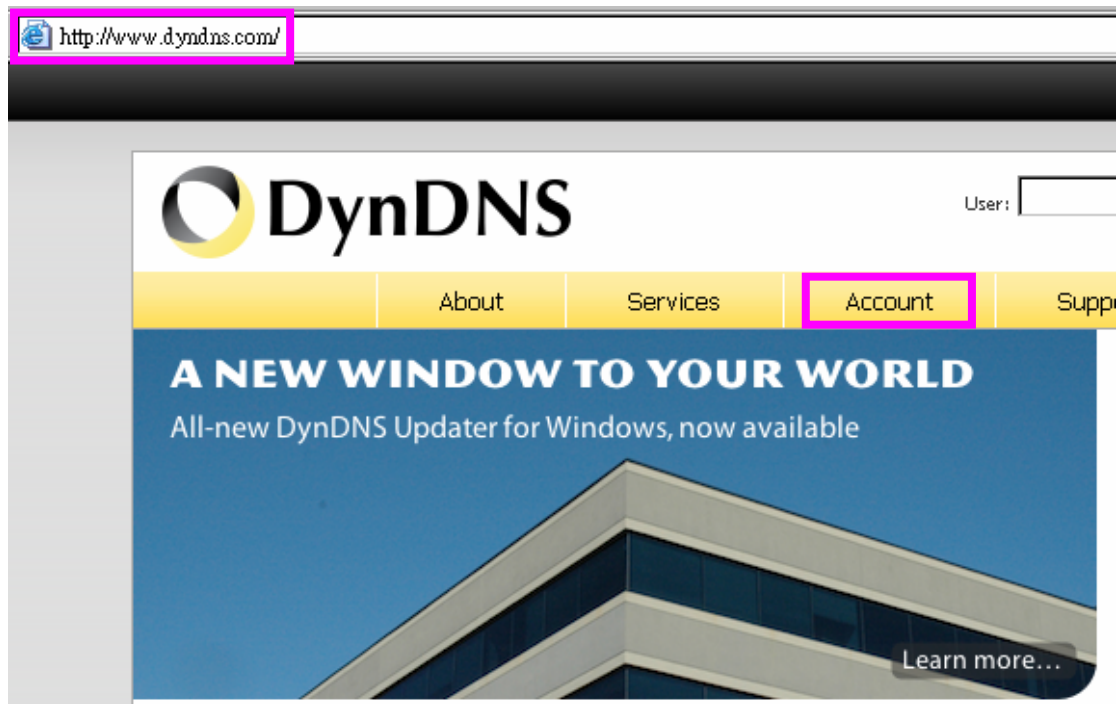 http://www.dyndns.com/
DynDNS
User:
About Services Account Suppo
A NEW WINDOW TO YOUR WORLD
All-new DynDNS Updater for Windows, now available
Learn more...